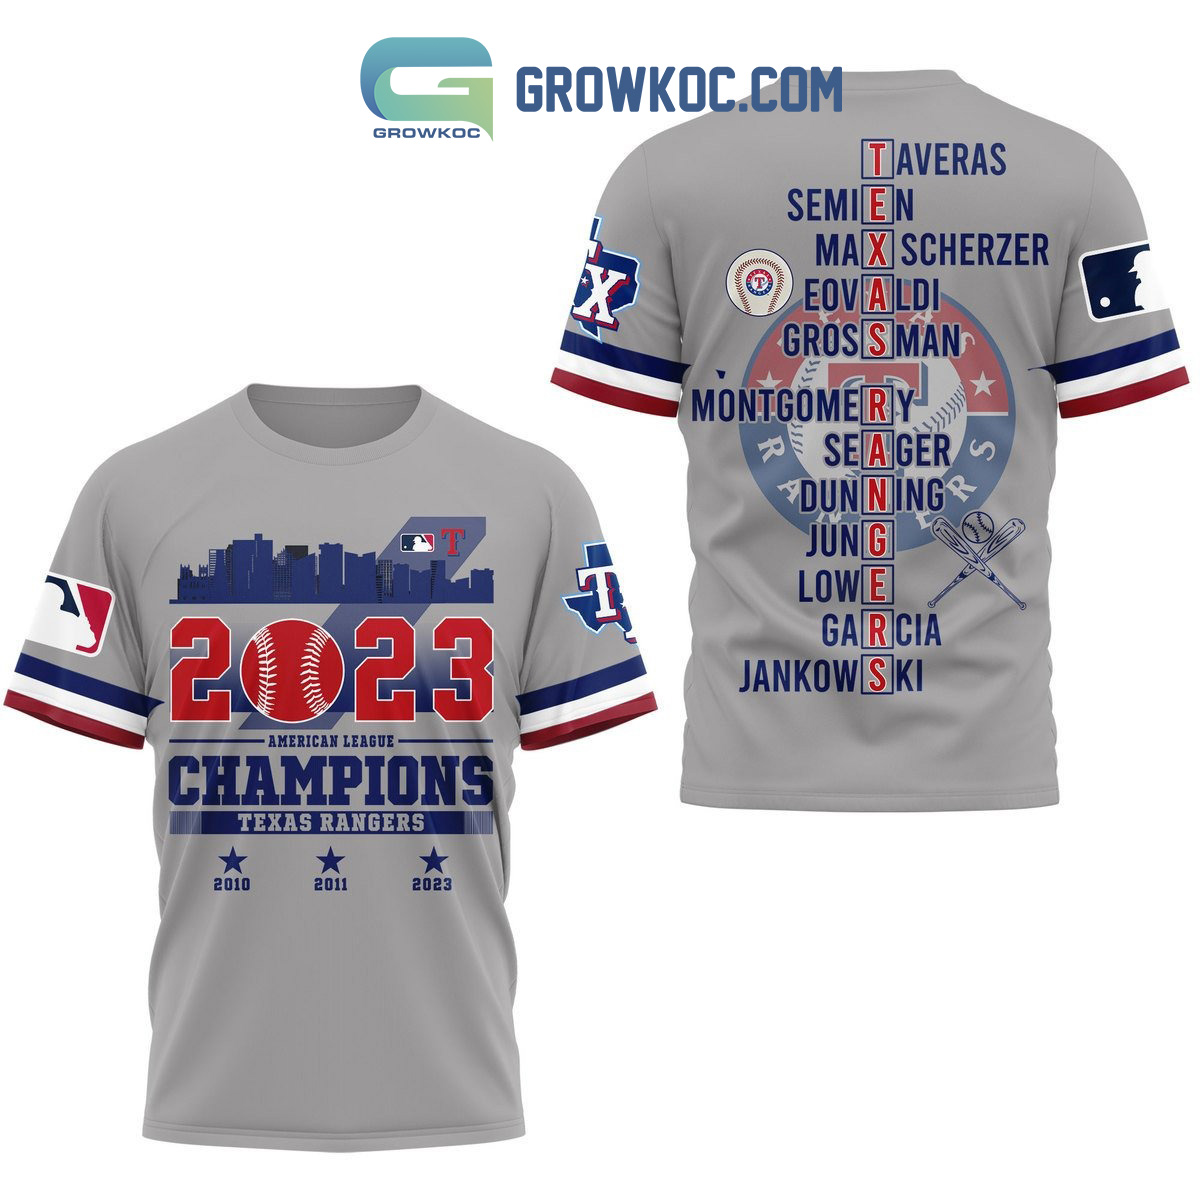 GROWKOC
GROWKOC.COM
TAVERAS
SEMIEN
MAX SCHERZER
EOVALDI
GROSSMAN
MONTGOMERY
SEAGER
DUNNING
JUNG
LOWE
GARCIA
JANKOWSKI
TEXAS
RANGERS
T
X
T
T
2023
AMERICAN LEAGUE
CHAMPIONS
TEXAS RANGERS
2010 2011 2023